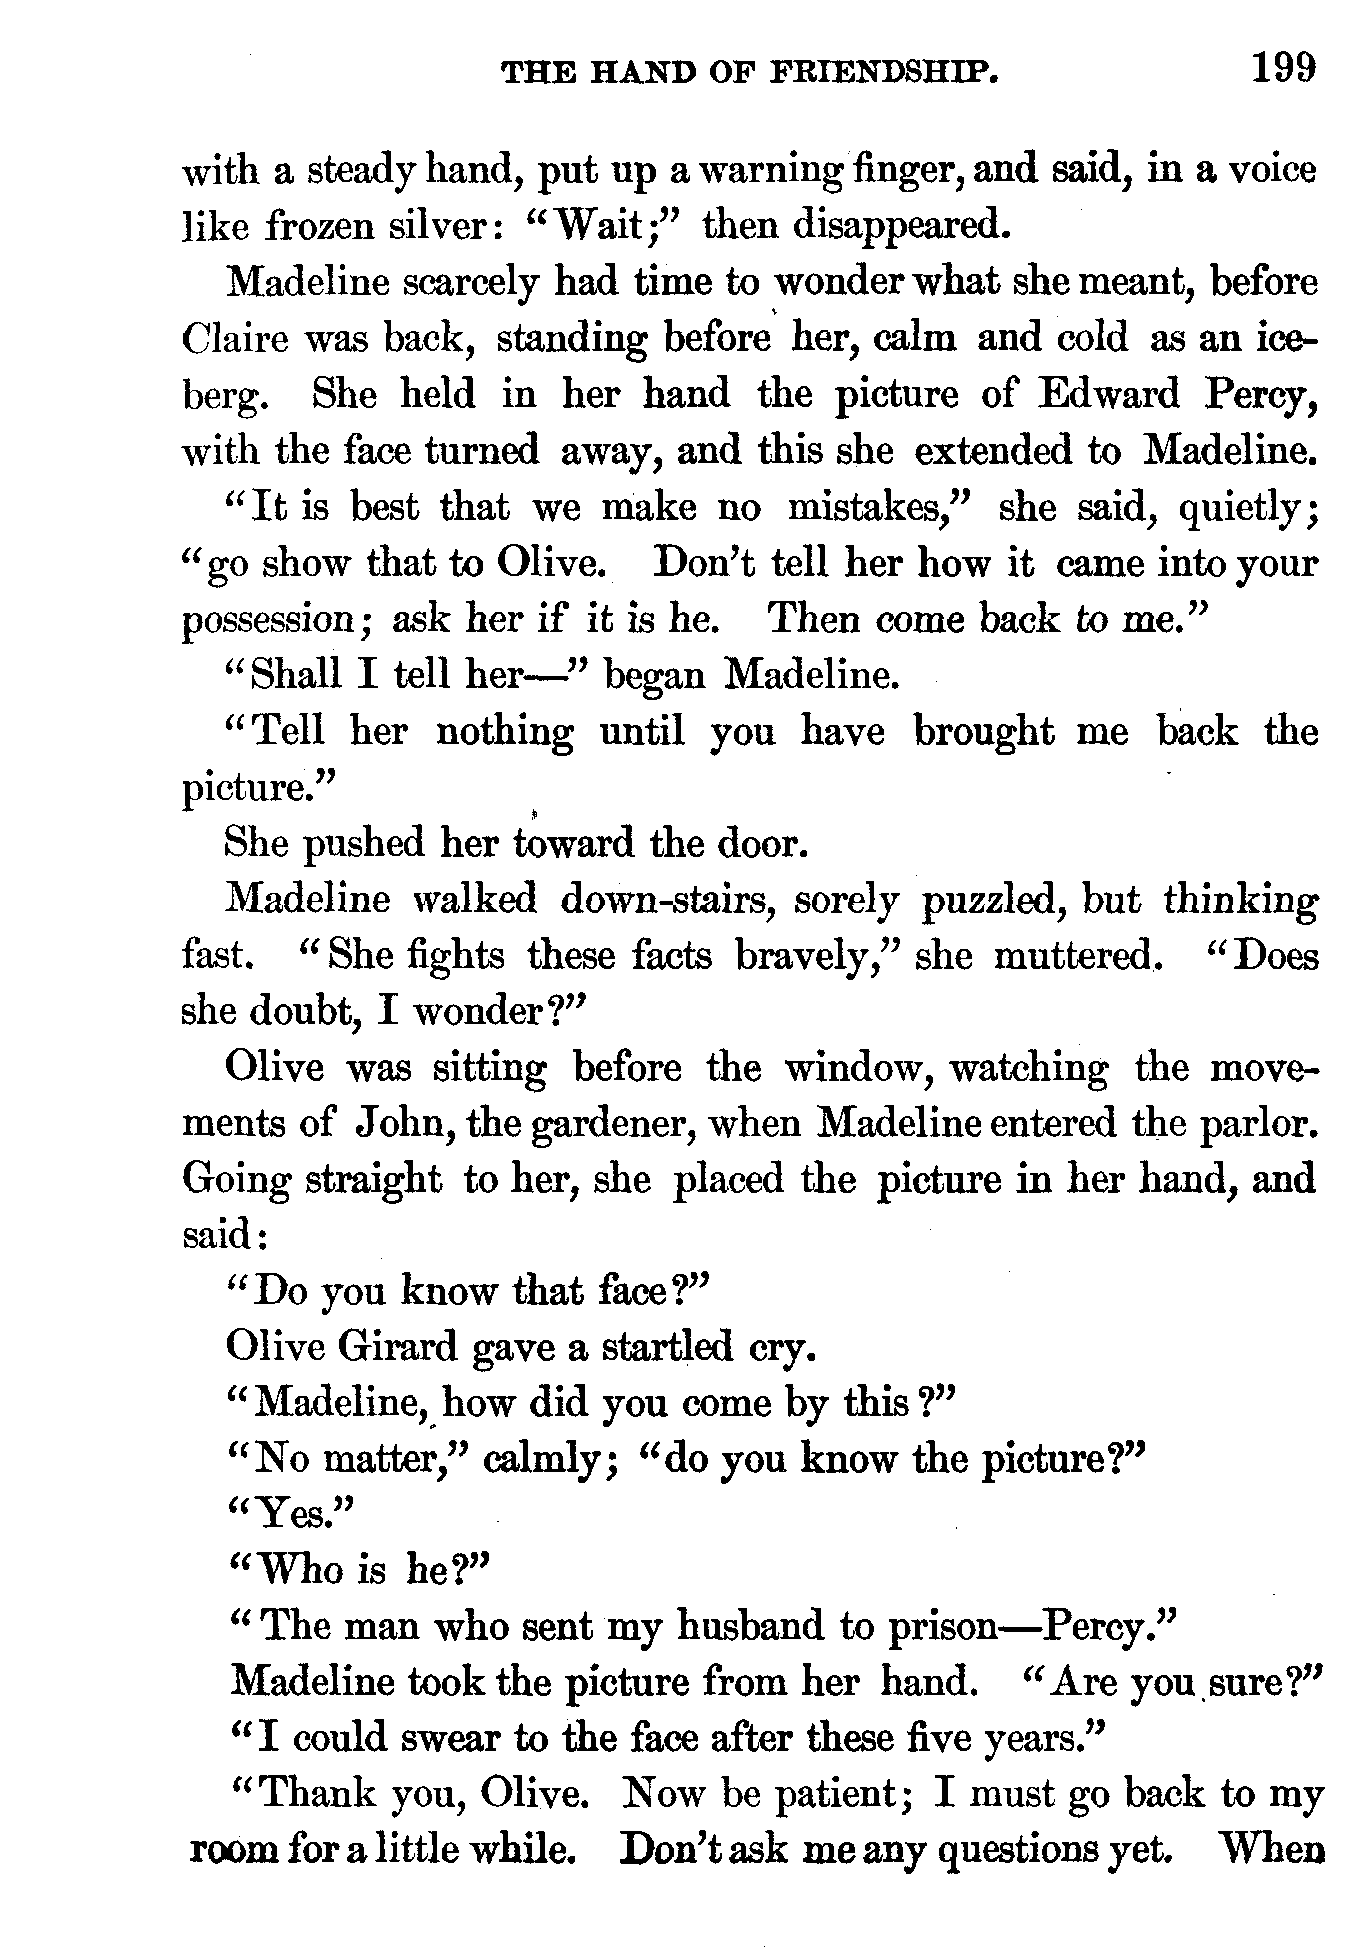 THE HAND OF FRIENDSHIP. 199
with a steady hand, put up a warning finger, and said, in a voice
like frozen silver: “Wait;” then disappeared.
Madeline scarcely had time to wonder what she meant, before
Claire was back, standing before her, calm and cold as an ice-
berg. She held in her hand the picture of Edward Percy,
with the face turned away, and this she extended to Madeline.
“It is best that we make no mistakes,” she said, quietly;
“go show that to Olive. Don’t tell her how it came into your
possession; ask her if it is he. Then come back to me.”
“Shall I tell her—” began Madeline.
“Tell her nothing until you have brought me back the
picture.”
She pushed her toward the door.
Madeline walked down-stairs, sorely puzzled, but thinking
fast. “She fights these facts bravely,” she muttered. “Does
she doubt, I wonder?”
Olive was sitting before the window, watching the move-
ments of John, the gardener, when Madeline entered the parlor.
Going straight to her, she placed the picture in her hand, and
said:
“Do you know that face?”
Olive Girard gave a startled cry.
“Madeline, how did you come by this?”
“No matter,” calmly; “do you know the picture?”
“Yes.”
“Who is he?”
“The man who sent my husband to prison—Percy.”
Madeline took the picture from her hand. “Are you sure?”
“I could swear to the face after these five years.”
“Thank you, Olive. Now be patient; I must go back to my
room for a little while. Don’t ask me any questions yet. When